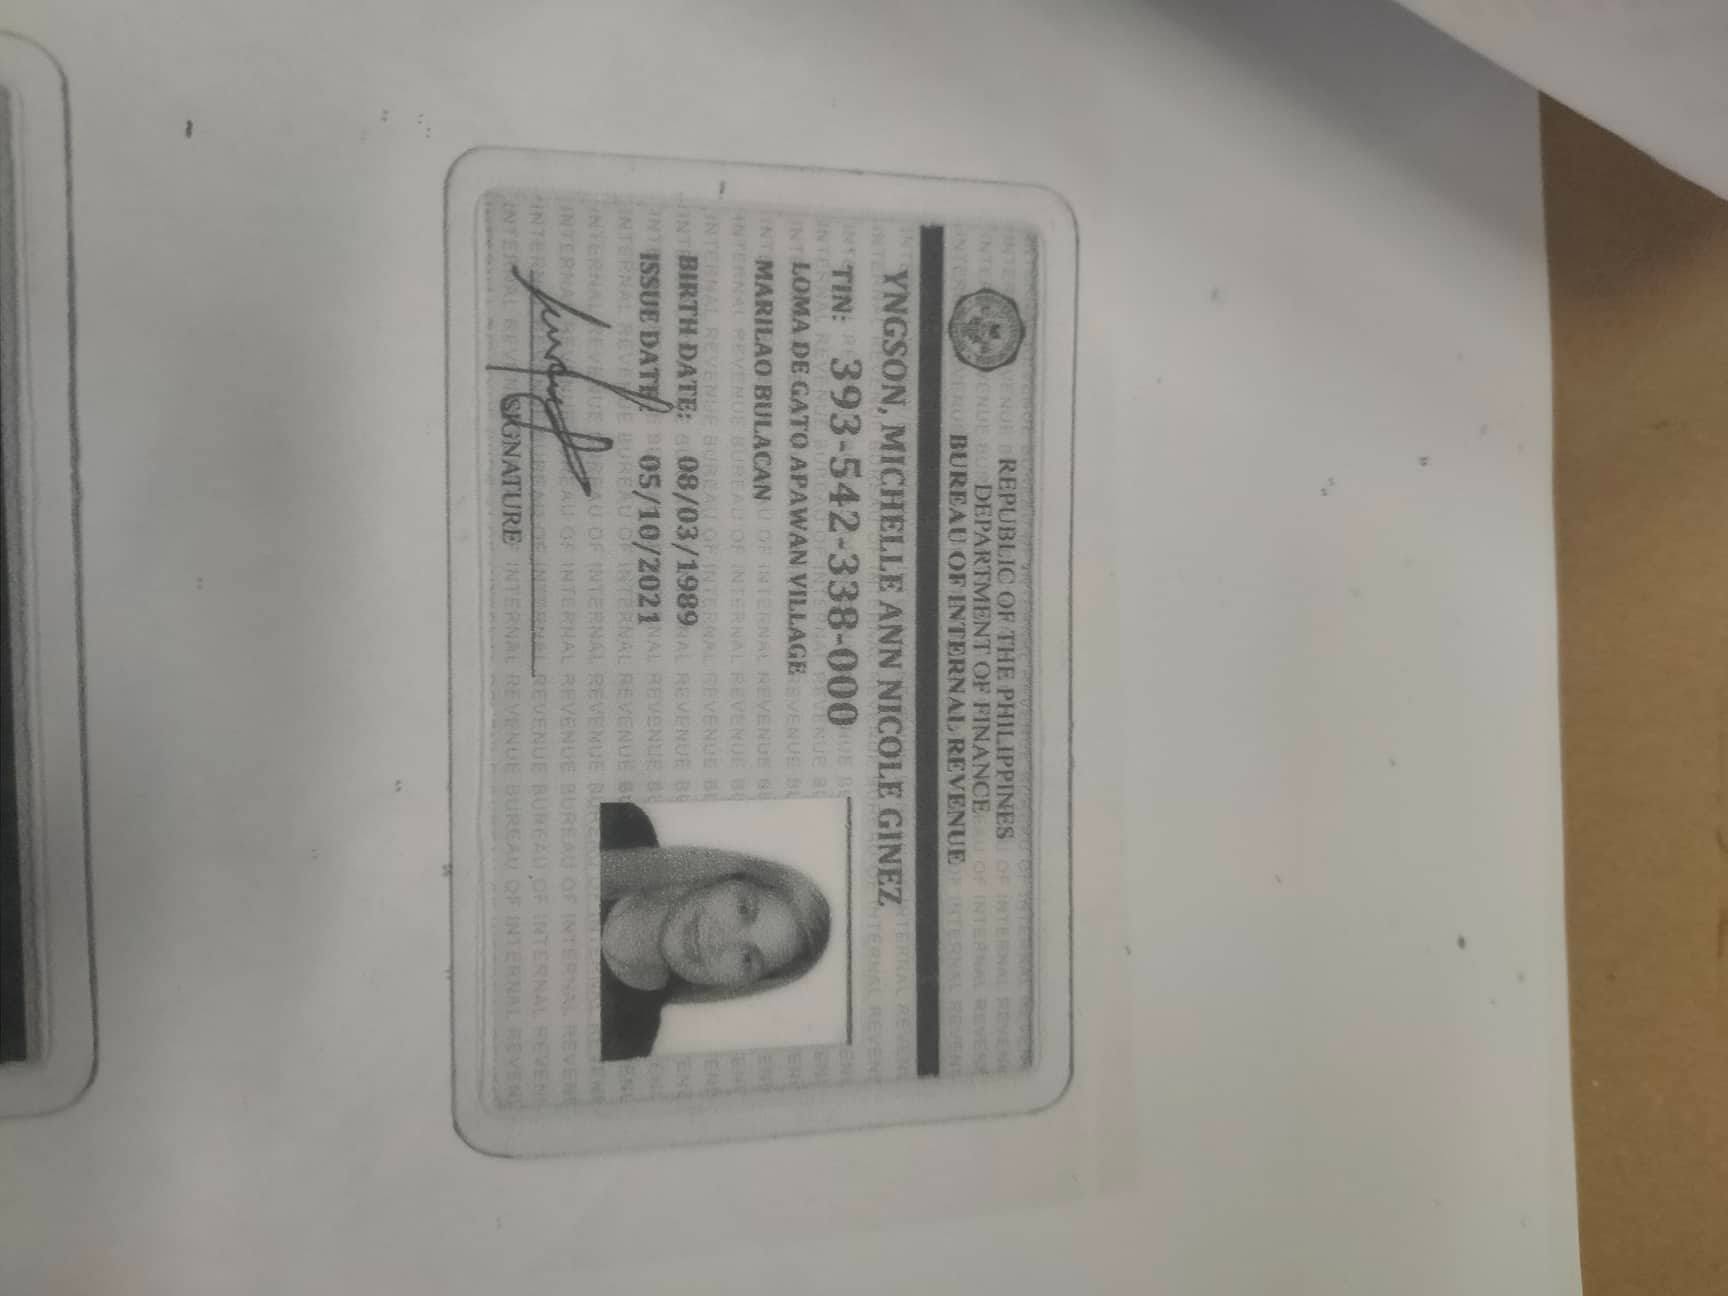 REPUBLIC OF THE PHILIPPINES
DEPARTMENT OF FINANCE
BUREAU OF INTERNAL REVENUE
YNGSON, MICHELLE ANN NICOLE GINEZ
TIN: 393-542-338-000
LOMA DE GATO APAWAN VILLAGE
MARILAO BULACAN
BIRTH DATE: 08/03/1989
ISSUE DATE: 05/10/2021
SIGNATURE